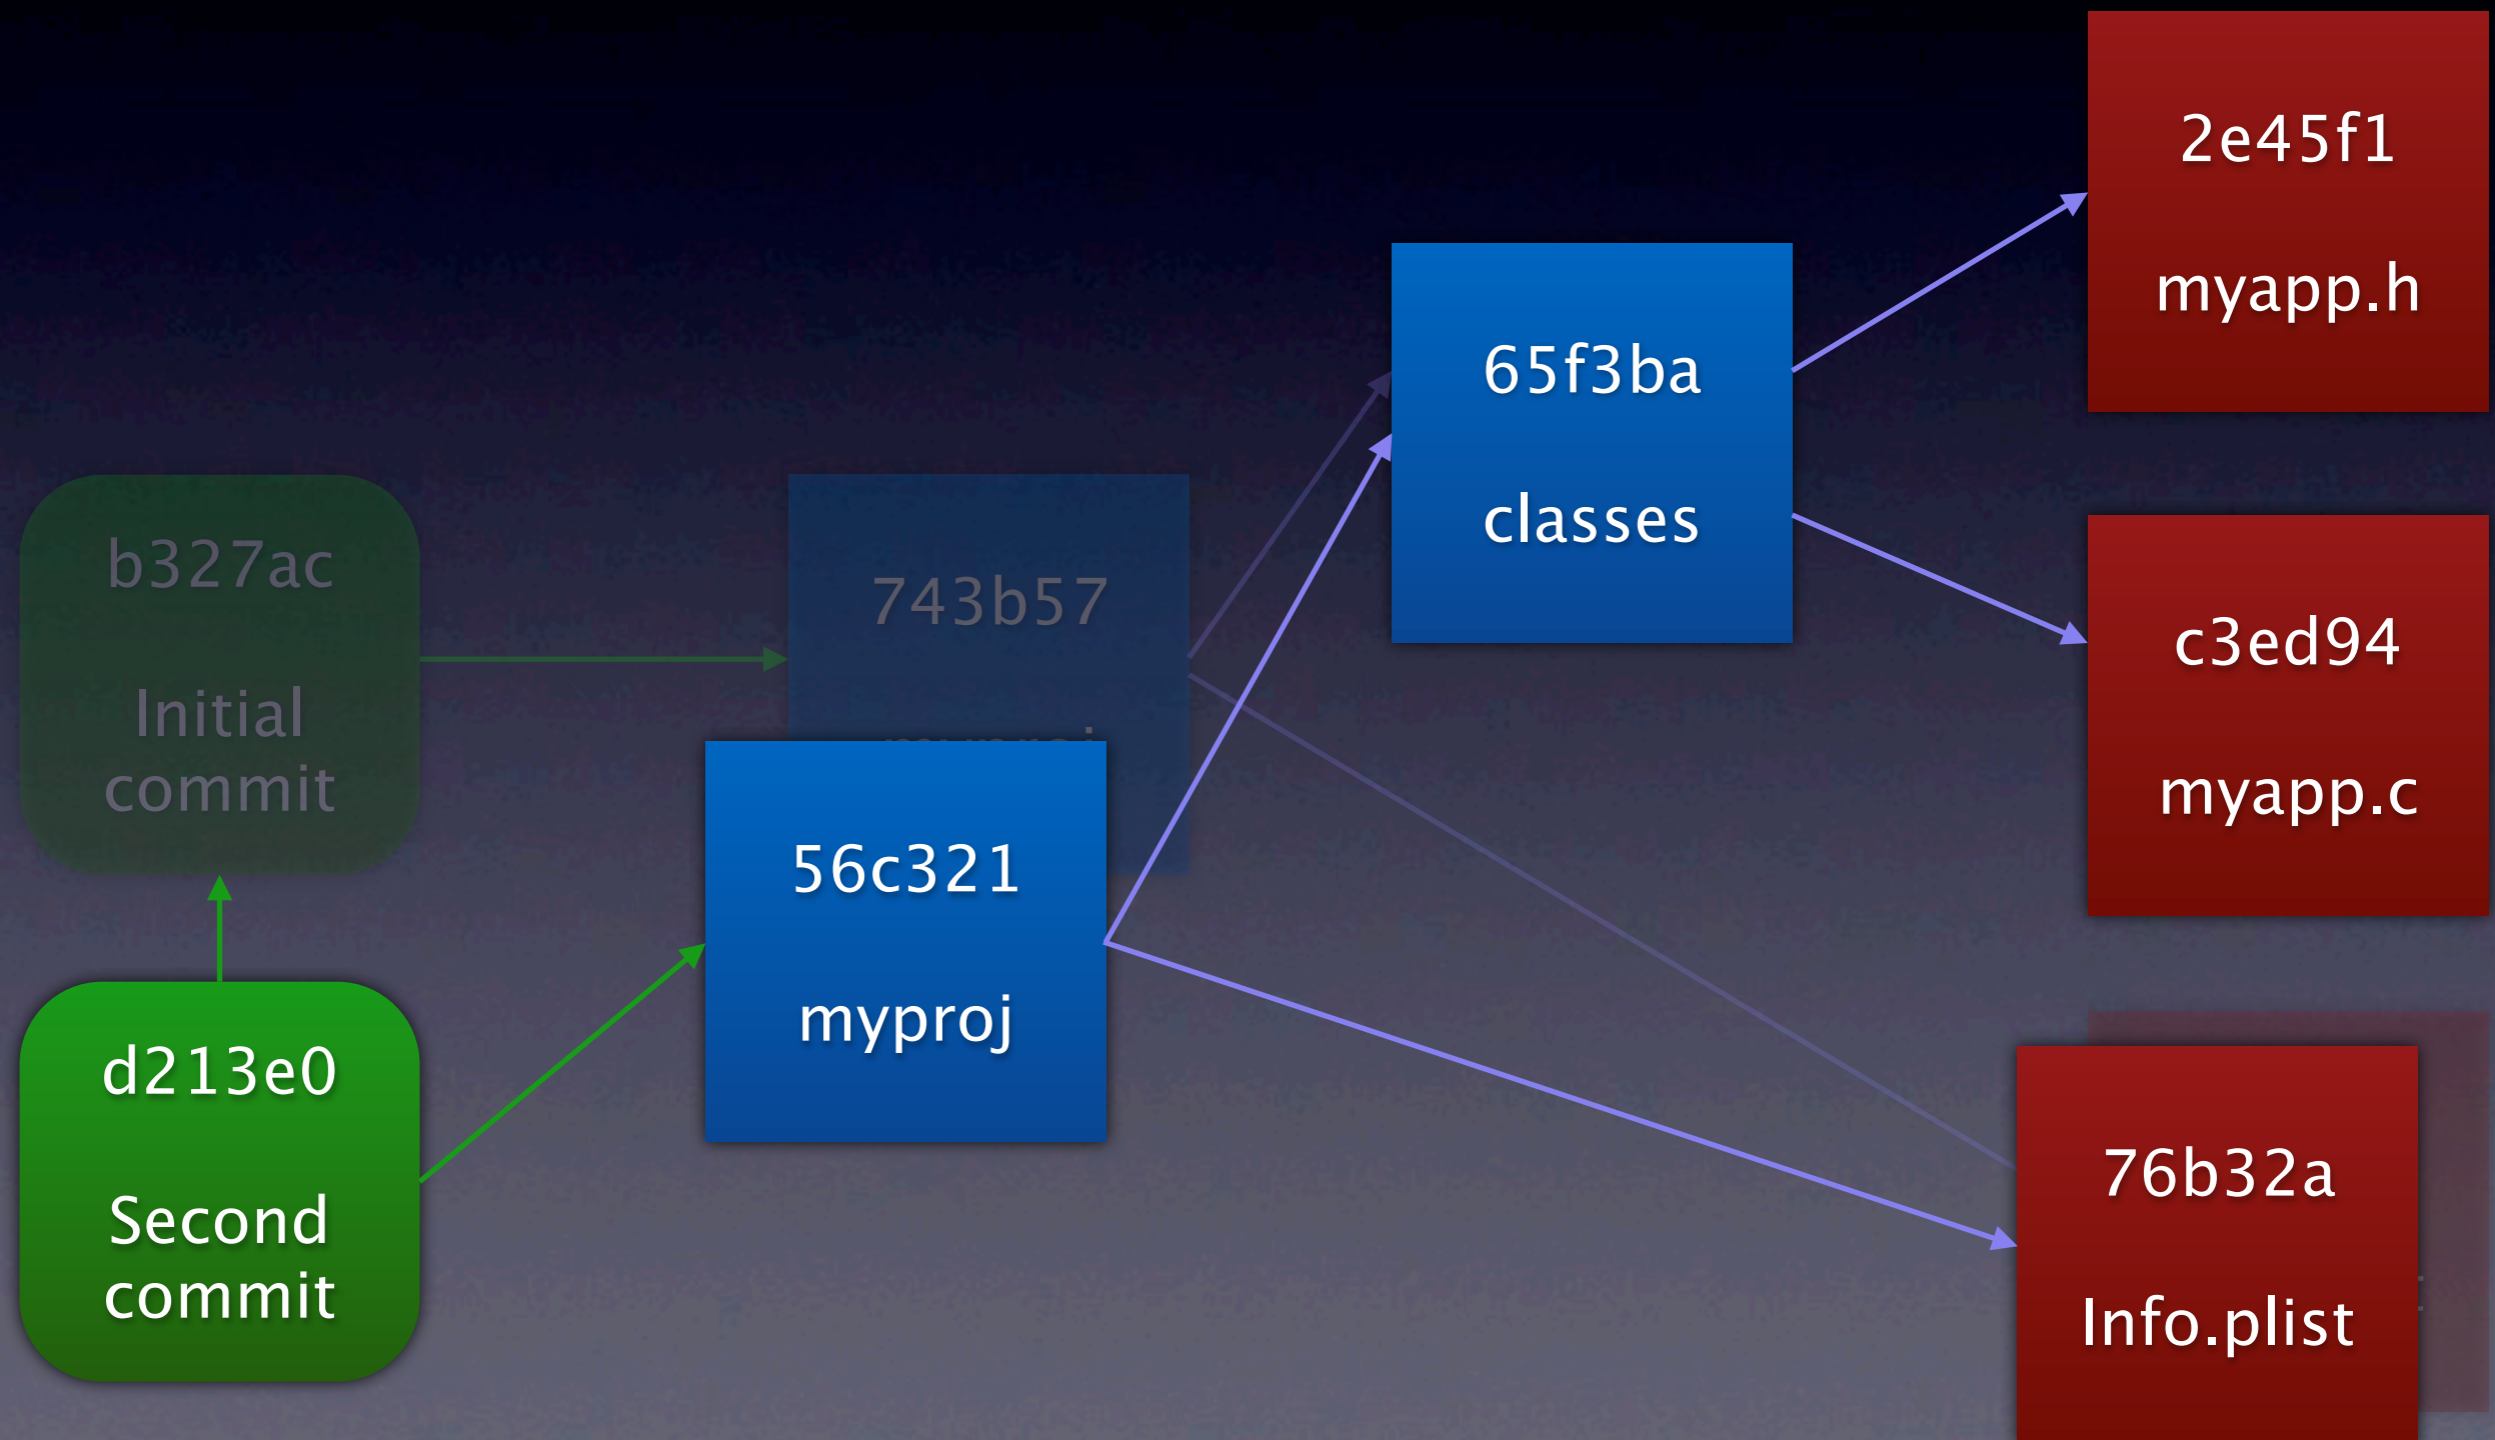 2e45f1
myapp.h
65f3ba
classes
b327ac
Initial
commit
743b57
c3ed94
myapp.c
56c321
myproj
d213e0
Second
commit
76b32a
Info.plist